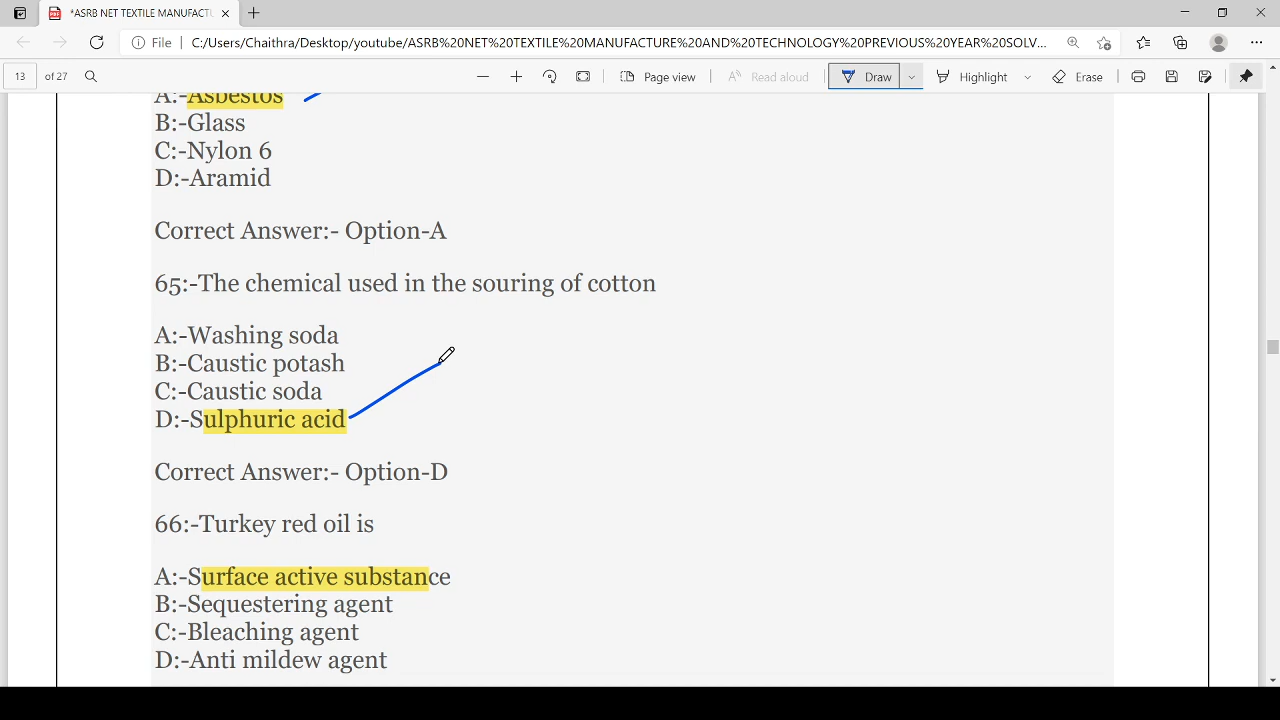 *ASRB NET TEXTILE MANUFACTU
File
C:/Users/Chaithra/Desktop/youtube/ASRB%20NET%20TEXTILE%20MANUFACTURE%20AND%20TECHNOLOGY%20PREVIOUS%20YEAR%20SOLV...
13 of 27
Page view
Read aloud
Draw
Highlight
Erase
A:-Asbestos
B:-Glass
C:-Nylon 6
D:-Aramid
Correct Answer:- Option-A
65:-The chemical used in the souring of cotton
A:-Washing soda
B:-Caustic potash
C:-Caustic soda
D:-Sulphuric acid
Correct Answer:- Option-D
66:-Turkey red oil is
A:-Surface active substance
B:-Sequestering agent
C:-Bleaching agent
D:-Anti mildew agent